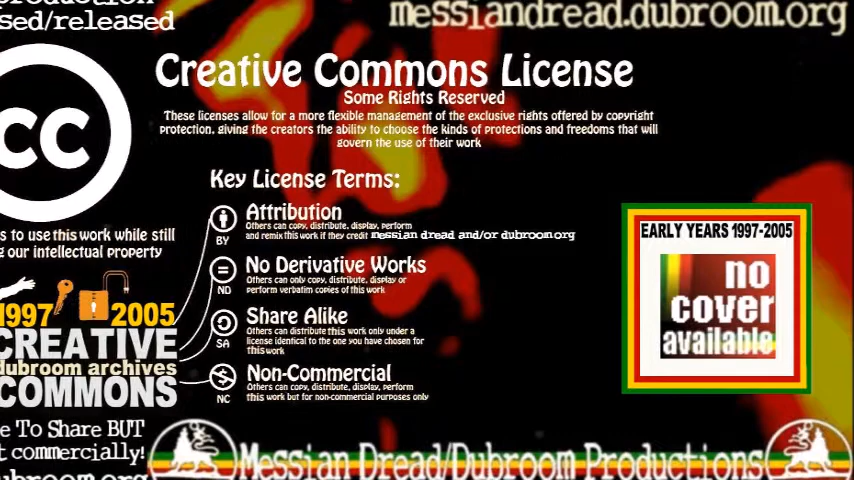 production
sed/released
messiandread.dubroom.org
Creative Commons License
Some Rights Reserved
These licenses allow for a more flexible management of the exclusive rights offered by copyright
protection, giving the creators the ability to choose the kinds of protections and freedoms that will
govern the use of their work
cc
Key License Terms:
BY
Attribution
Others can copy, distribute, display, perform
and remix this work if they credit messian dread and/or dubroom.org
ND
No Derivative Works
Others can only copy, distribute, display or
perform verbatim copies of this work
SA
Share Alike
Others can distribute this work only under a
license identical to the one you have chosen for
this work
NC
Non-Commercial
Others can copy, distribute, display, perform
this work but for non-commercial purposes only
s to use this work while still
g our intellectual property
1997 2005
CREATIVE
dubroom archives
COMMONS
e To Share BUT
t commercially!
ubroom.org
EARLY YEARS 1997-2005
no
cover
available
Messian Dread/Dubroom Productions